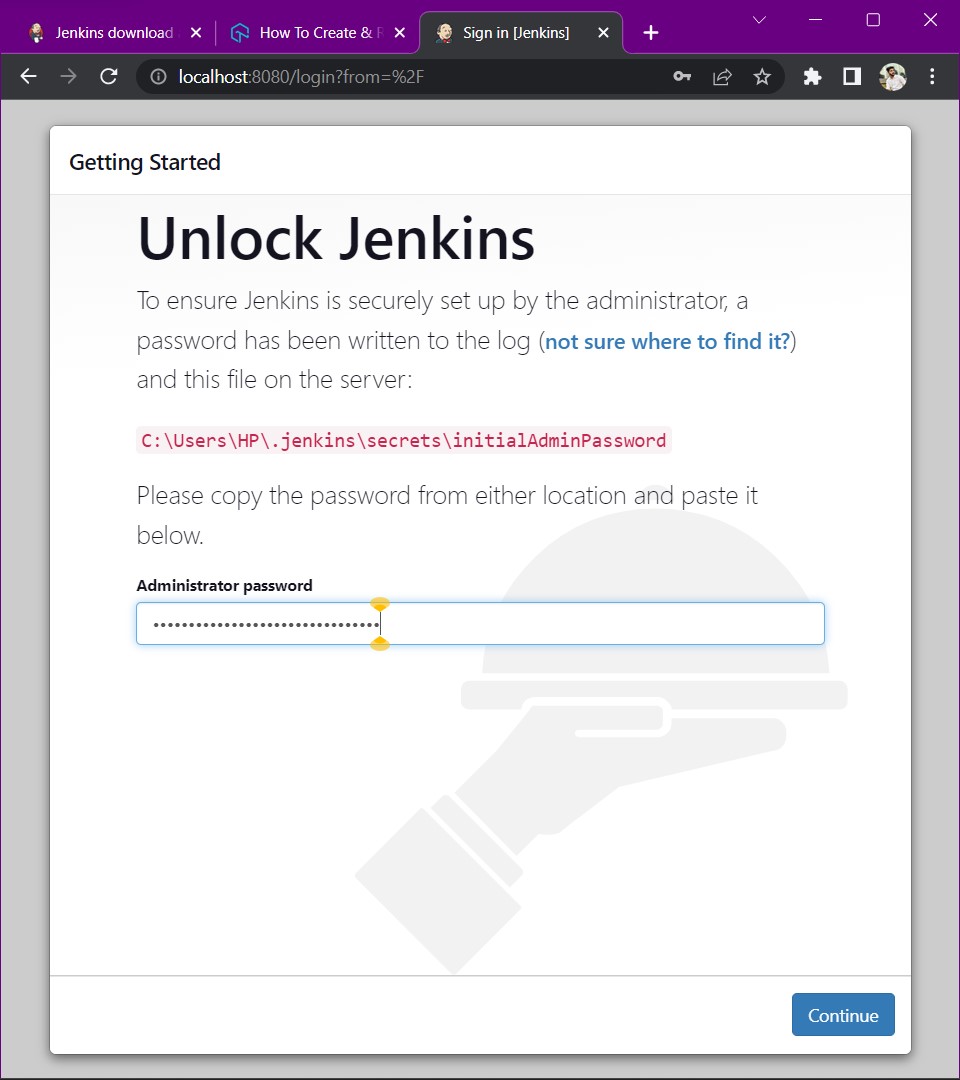 Jenkins download
How To Create & R
Sign in [Jenkins]
localhost:8080/login?from=%2F
Getting Started
Unlock Jenkins
To ensure Jenkins is securely set up by the administrator, a
password has been written to the log (not sure where to find it?)
and this file on the server:
C:\Users\HP\.jenkins\secrets\initialAdminPassword
Please copy the password from either location and paste it
below.
Administrator password
••••••••••••••••••••••••••••••••
Continue